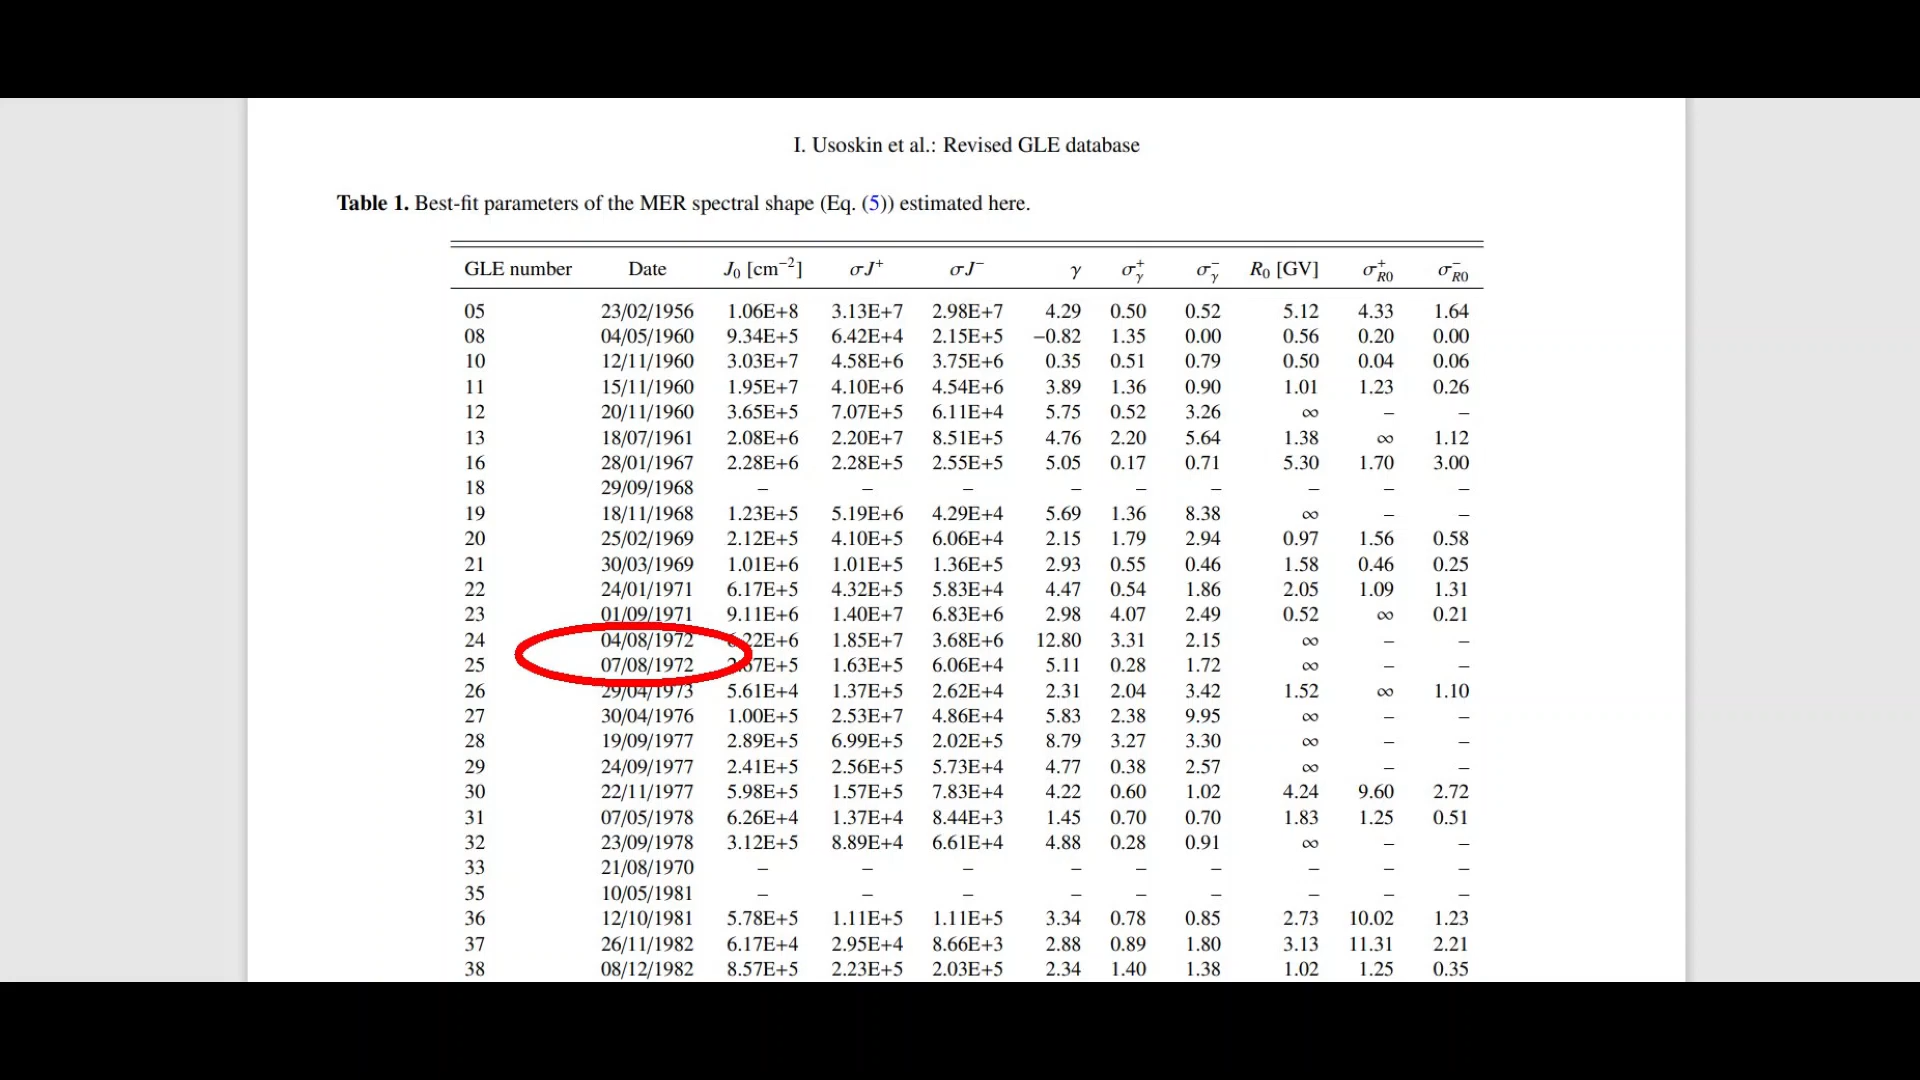 I. Usoskin et al.: Revised GLE database
Table 1. Best-fit parameters of the MER spectral shape (Eq. (5)) estimated here.
GLE number Date J₀ [cm⁻²] σJ⁺ σJ⁻ γ σγ⁺ σγ⁻ R₀ [GV] σR0⁺ σR0⁻
05 23/02/1956 1.06E+8 3.13E+7 2.98E+7 4.29 0.50 0.52 5.12 4.33 1.64
08 04/05/1960 9.34E+5 6.42E+4 2.15E+5 −0.82 1.35 0.00 0.56 0.20 0.00
10 12/11/1960 3.03E+7 4.58E+6 3.75E+6 0.35 0.51 0.79 0.50 0.04 0.06
11 15/11/1960 1.95E+7 4.10E+6 4.54E+6 3.89 1.36 0.90 1.01 1.23 0.26
12 20/11/1960 3.65E+5 7.07E+5 6.11E+4 5.75 0.52 3.26 ∞ – –
13 18/07/1961 2.08E+6 2.20E+7 8.51E+5 4.76 2.20 5.64 1.38 ∞ 1.12
16 28/01/1967 2.28E+6 2.28E+5 2.55E+5 5.05 0.17 0.71 5.30 1.70 3.00
18 29/09/1968 – – – – – – – – –
19 18/11/1968 1.23E+5 5.19E+6 4.29E+4 5.69 1.36 8.38 ∞ – –
20 25/02/1969 2.12E+5 4.10E+5 6.06E+4 2.15 1.79 2.94 0.97 1.56 0.58
21 30/03/1969 1.01E+6 1.01E+5 1.36E+5 2.93 0.55 0.46 1.58 0.46 0.25
22 24/01/1971 6.17E+5 4.32E+5 5.83E+4 4.47 0.54 1.86 2.05 1.09 1.31
23 01/09/1971 9.11E+6 1.40E+7 6.83E+6 2.98 4.07 2.49 0.52 ∞ 0.21
24 04/08/1972 1.85E+7 3.68E+6 12.80 3.31 2.15 ∞ – –
25 07/08/1972 1.63E+5 6.06E+4 5.11 0.28 1.72 ∞ – –
26 29/04/1973 5.61E+4 1.37E+5 2.62E+4 2.31 2.04 3.42 1.52 ∞ 1.10
27 30/04/1976 1.00E+5 2.53E+7 4.86E+4 5.83 2.38 9.95 ∞ – –
28 19/09/1977 2.89E+5 6.99E+5 2.02E+5 8.79 3.27 3.30 ∞ – –
29 24/09/1977 2.41E+5 2.56E+5 5.73E+4 4.77 0.38 2.57 ∞ – –
30 22/11/1977 5.98E+5 1.57E+5 7.83E+4 4.22 0.60 1.02 4.24 9.60 2.72
31 07/05/1978 6.26E+4 1.37E+4 8.44E+3 1.45 0.70 0.70 1.83 1.25 0.51
32 23/09/1978 3.12E+5 8.89E+4 6.61E+4 4.88 0.28 0.91 ∞ – –
33 21/08/1970 – – – – – – – – –
35 10/05/1981 – – – – – – – – –
36 12/10/1981 5.78E+5 1.11E+5 1.11E+5 3.34 0.78 0.85 2.73 10.02 1.23
37 26/11/1982 6.17E+4 2.95E+4 8.66E+3 2.88 0.89 1.80 3.13 11.31 2.21
38 08/12/1982 8.57E+5 2.23E+5 2.03E+5 2.34 1.40 1.38 1.02 1.25 0.35